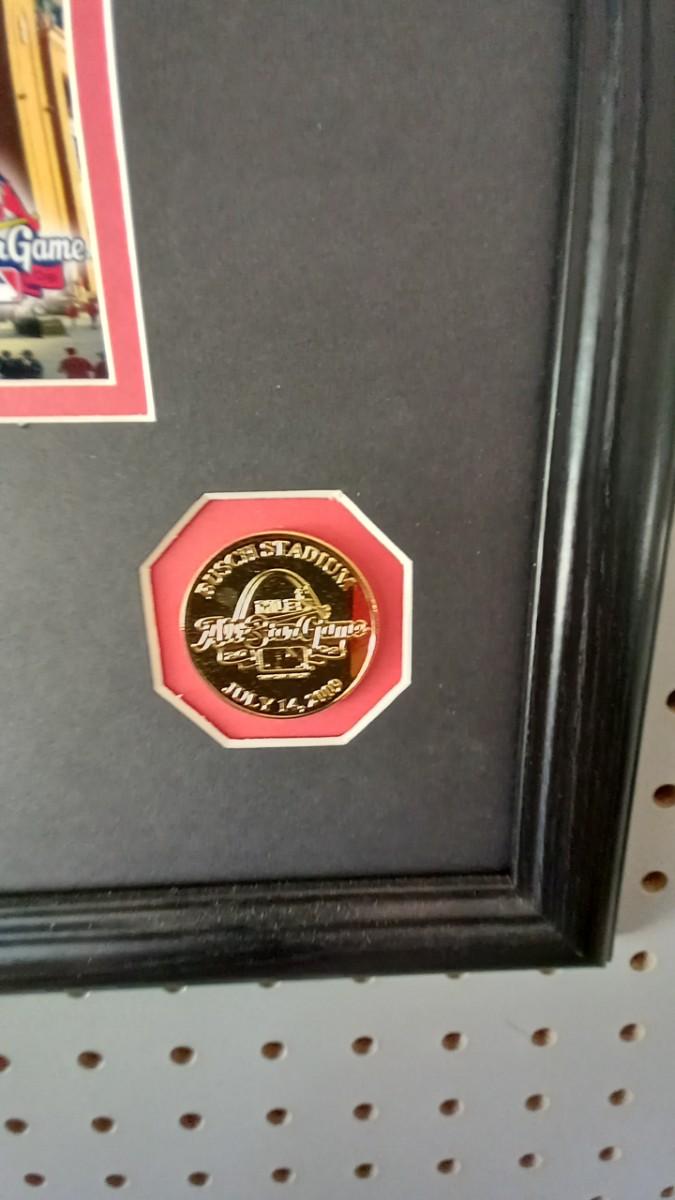 Game
BUSCH STADIUM
MLB
All-Star Game
JULY 14, 2009